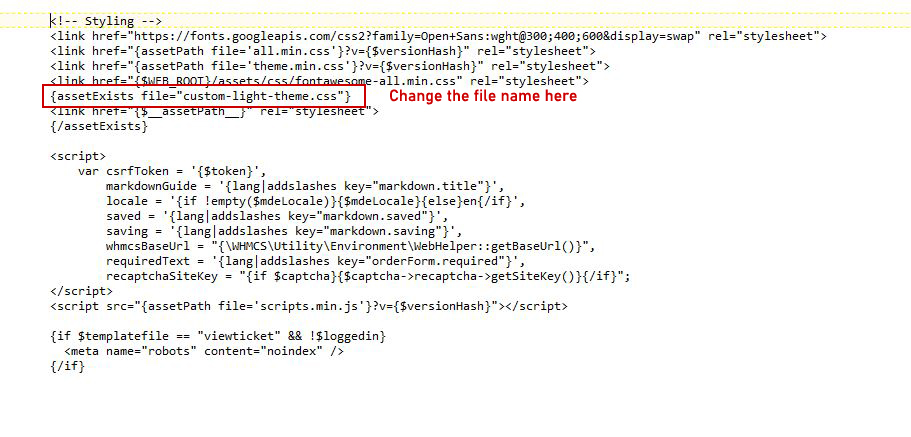 <!-- Styling -->
<link href="https://fonts.googleapis.com/css2?family=Open+Sans:wght@300;400;600&display=swap" rel="stylesheet">
<link href="{assetPath file='all.min.css'}?v={$versionHash}" rel="stylesheet">
<link href="{assetPath file='theme.min.css'}?v={$versionHash}" rel="stylesheet">
<link href="{$WEB_ROOT}/assets/css/fontawesome-all.min.css" rel="stylesheet">
{assetExists file="custom-light-theme.css"} Change the file name here
<link href="{$__assetPath__}" rel="stylesheet">
{/assetExists}
<script>
var csrfToken = '{$token}',
markdownGuide = '{lang|addslashes key="markdown.title"}',
locale = '{if !empty($mdeLocale)}{$mdeLocale}{else}en{/if}',
saved = '{lang|addslashes key="markdown.saved"}',
saving = '{lang|addslashes key="markdown.saving"}',
whmcsBaseUrl = "{\WHMCS\Utility\Environment\WebHelper::getBaseUrl()}",
requiredText = '{lang|addslashes key="orderForm.required"}',
recaptchaSiteKey = "{if $captcha}{$captcha->recaptcha->getSiteKey()}{/if}";
</script>
<script src="{assetPath file='scripts.min.js'}?v={$versionHash}"></script>
{if $templatefile == "viewticket" && !$loggedin}
<meta name="robots" content="noindex" />
{/if}